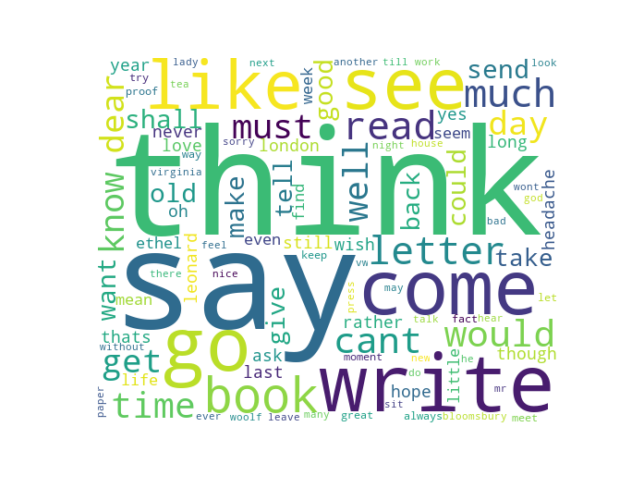 year lady next another till work look
try like see send
proof tea week good much
dear shall must read yes day
never seem
love london long
way night house
think sorry
virginia well could back headache
know old make tell find wont god
oh bad
ethel even still wish letter take
feel keep vw
there nice say come may let
want leonard press
mean give rather talk fact hear
thats go cant would
without get ask moment new he though
life last do hope little mr
paper time book write
sit
ever woolf leave many great always bloomsbury meet